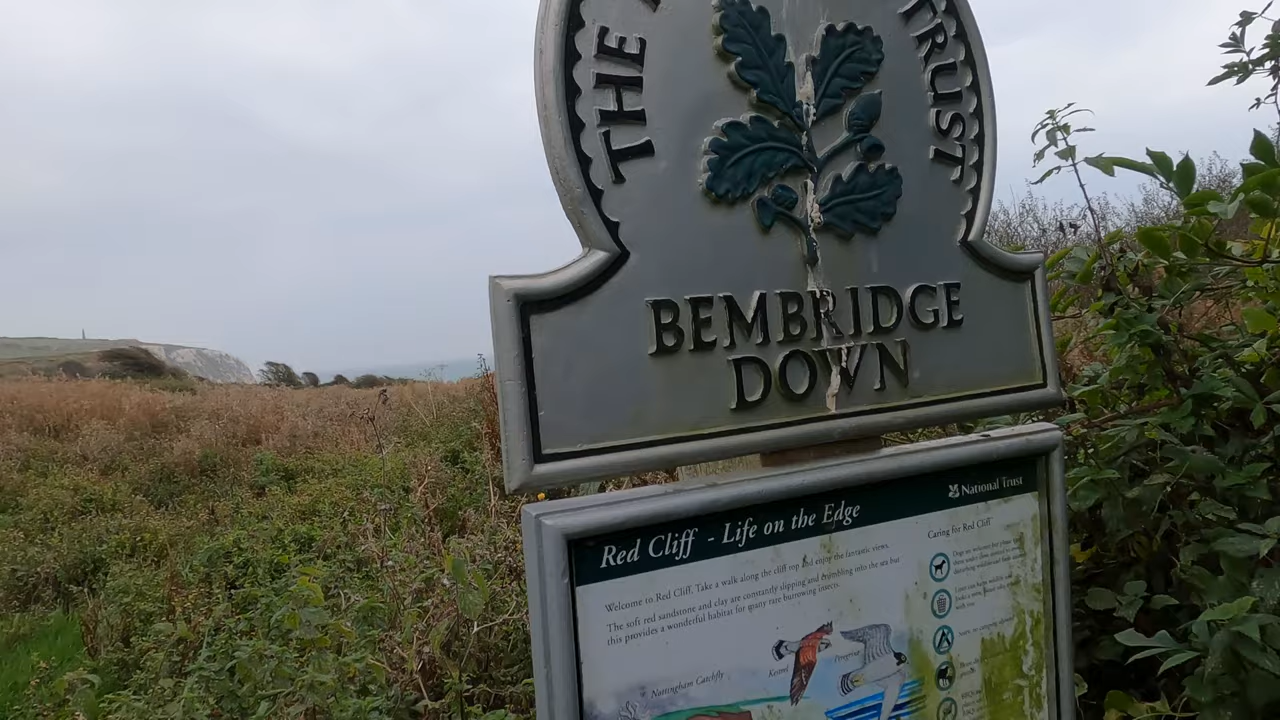 THE
TRUST
BEMBRIDGE
DOWN
National Trust
Red Cliff - Life on the Edge
Welcome to Red Cliff. Take a walk along the cliff top and enjoy the fantastic views.
The soft red sandstone and clay are constantly slipping and crumbling into the sea but
this provides a wonderful habitat for many rare burrowing insects.
Kestrel
Peregrine
Nottingham Catchfly
Caring for Red Cliff